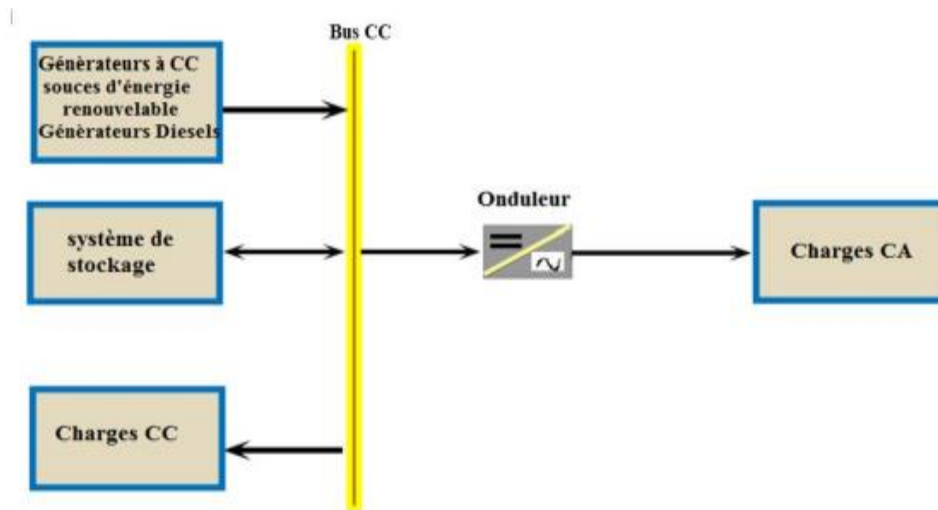 Bus CC
Génèrateurs à CC
souces d'énergie
renouvelable
Génèrateurs Diesels
système de
stockage
Charges CC
Onduleur
Charges CA